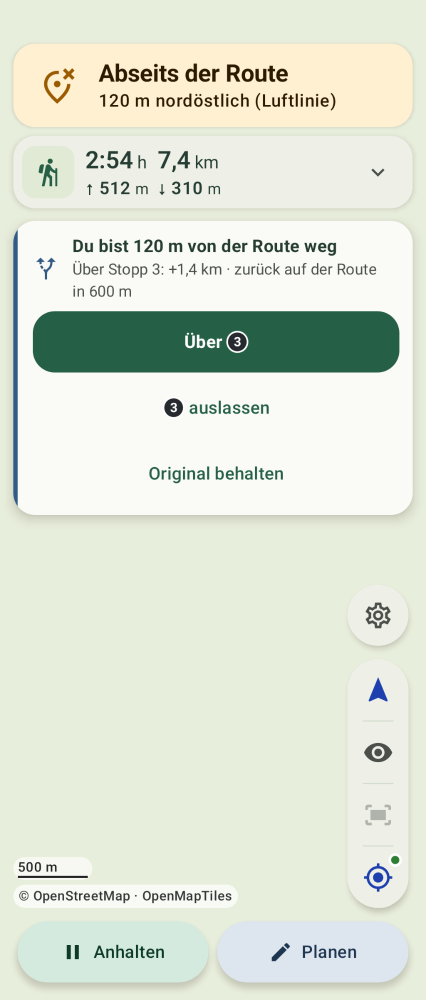 Abseits der Route
120 m nordöstlich (Luftlinie)
2:54 h 7,4 km
↑ 512 m ↓ 310 m
Du bist 120 m von der Route weg
Über Stopp 3: +1,4 km · zurück auf der Route
in 600 m
Über 3
3 auslassen
Original behalten
500 m
© OpenStreetMap · OpenMapTiles
Anhalten
Planen